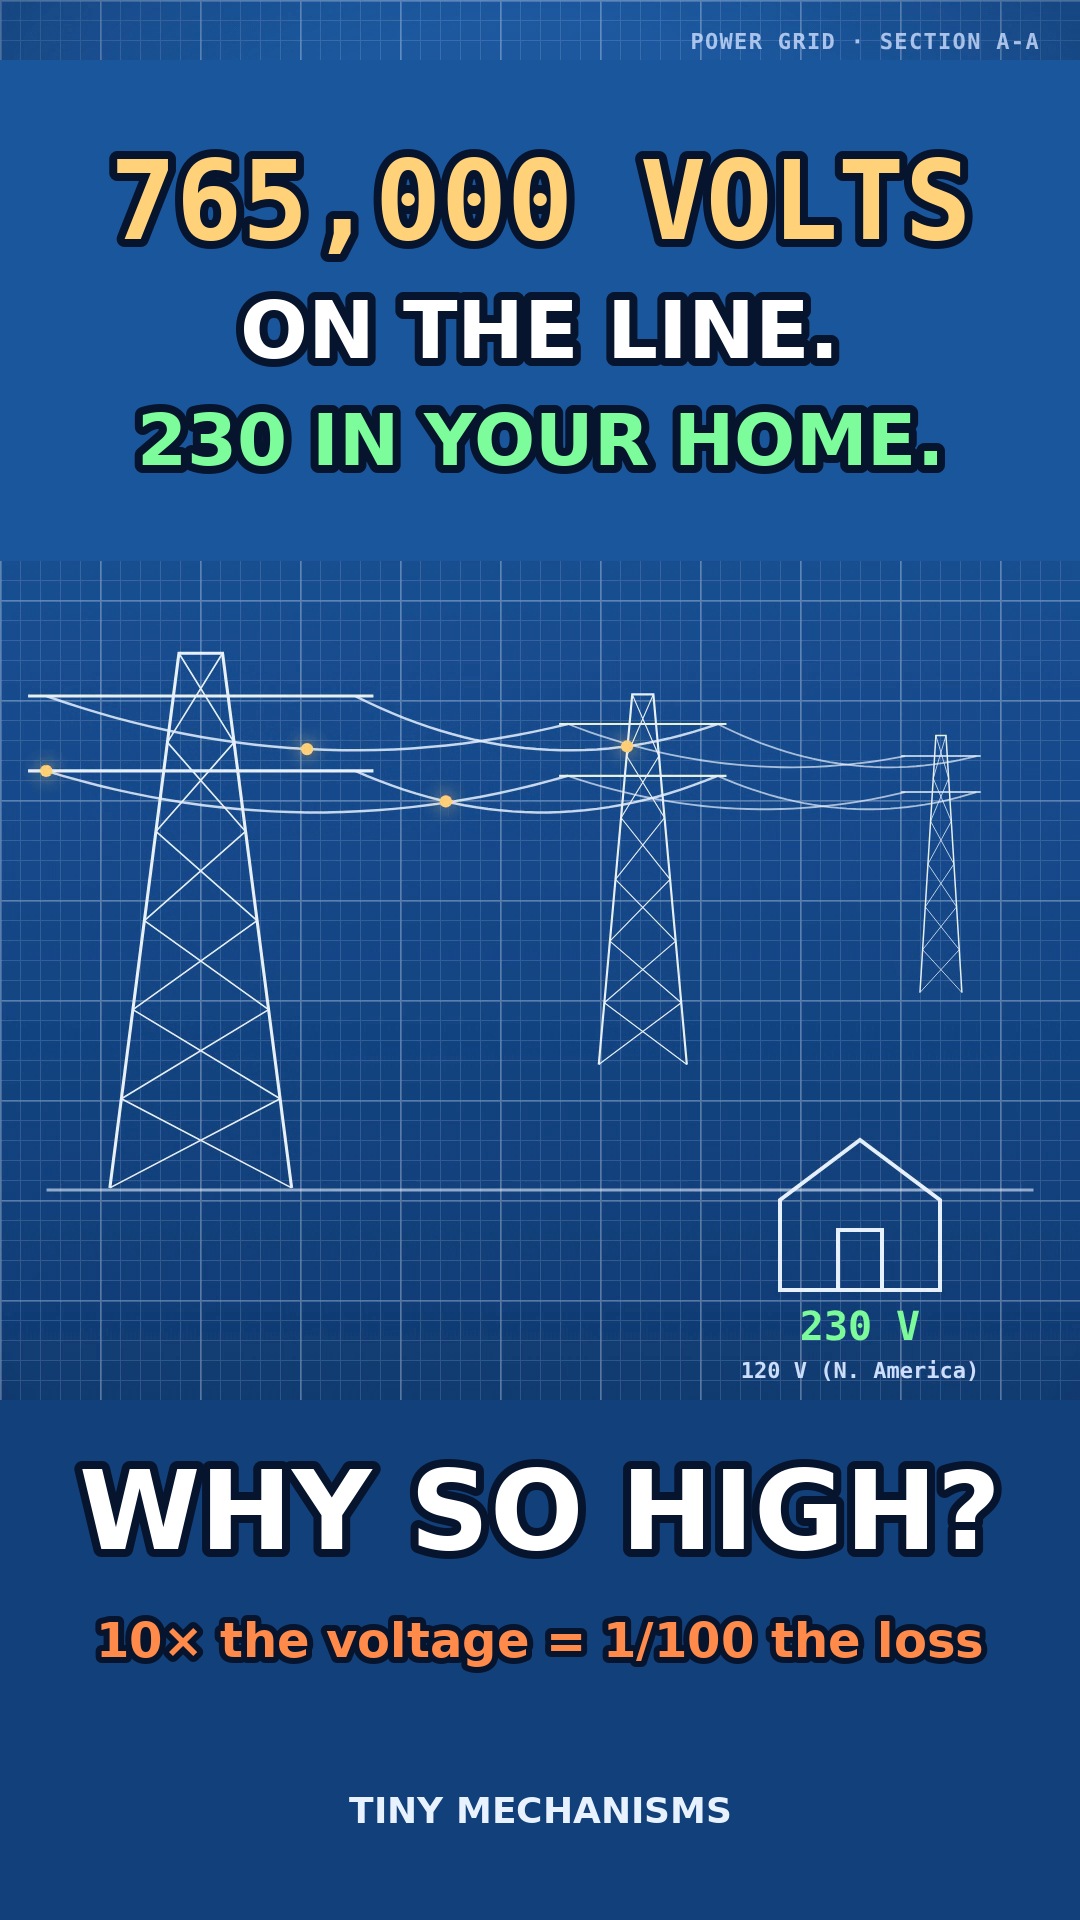 POWER GRID · SECTION A-A
765,000 VOLTS
ON THE LINE.
230 IN YOUR HOME.
230 V
120 V (N. America)
WHY SO HIGH?
10× the voltage = 1/100 the loss
TINY MECHANISMS